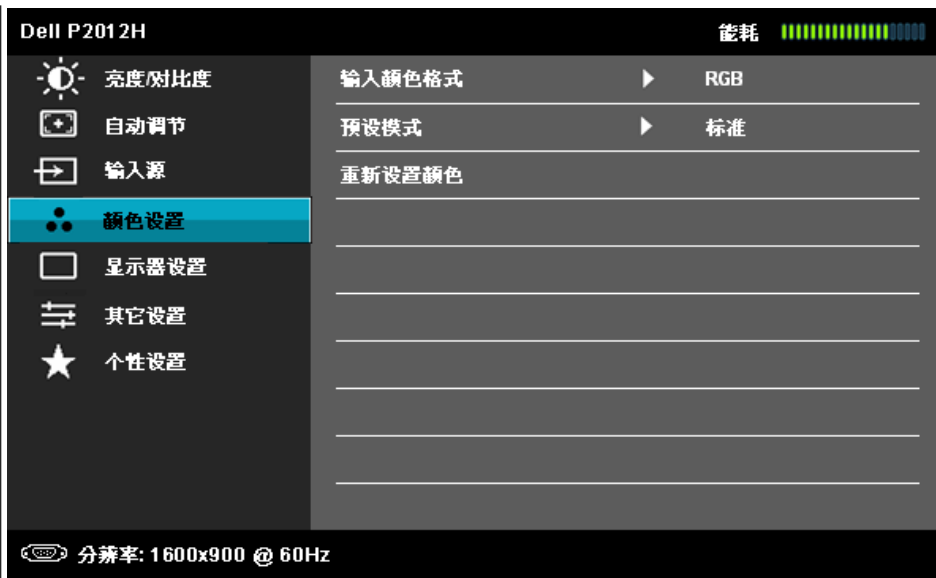 Dell P2012H 能耗
亮度/对比度
自动调节
输入源
颜色设置
显示器设置
其它设置
个性设置
输入颜色格式 RGB
预设模式 标准
重新设置颜色
分辨率: 1600x900 @ 60Hz